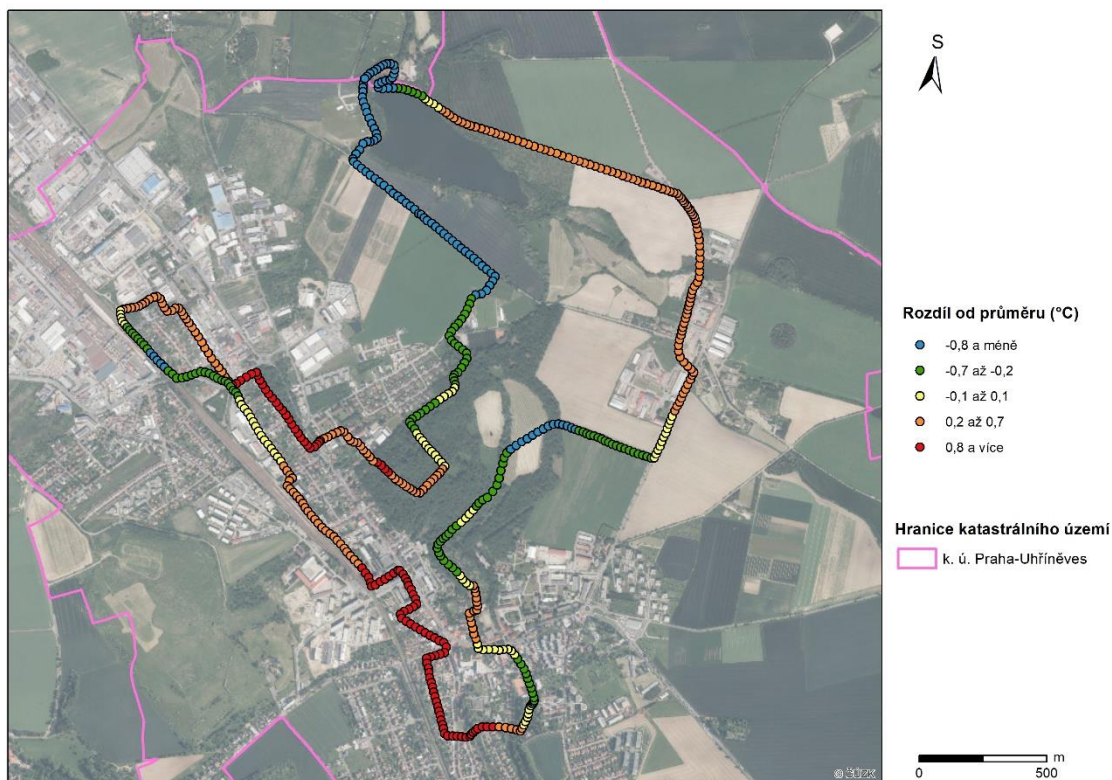 S
Rozdíl od průměru (°C)
-0,8 a méně
-0,7 až -0,2
-0,1 až 0,1
0,2 až 0,7
0,8 a více
Hranice katastrálního území
k. ú. Praha-Uhříněves
m
0 500
© ČÚZK